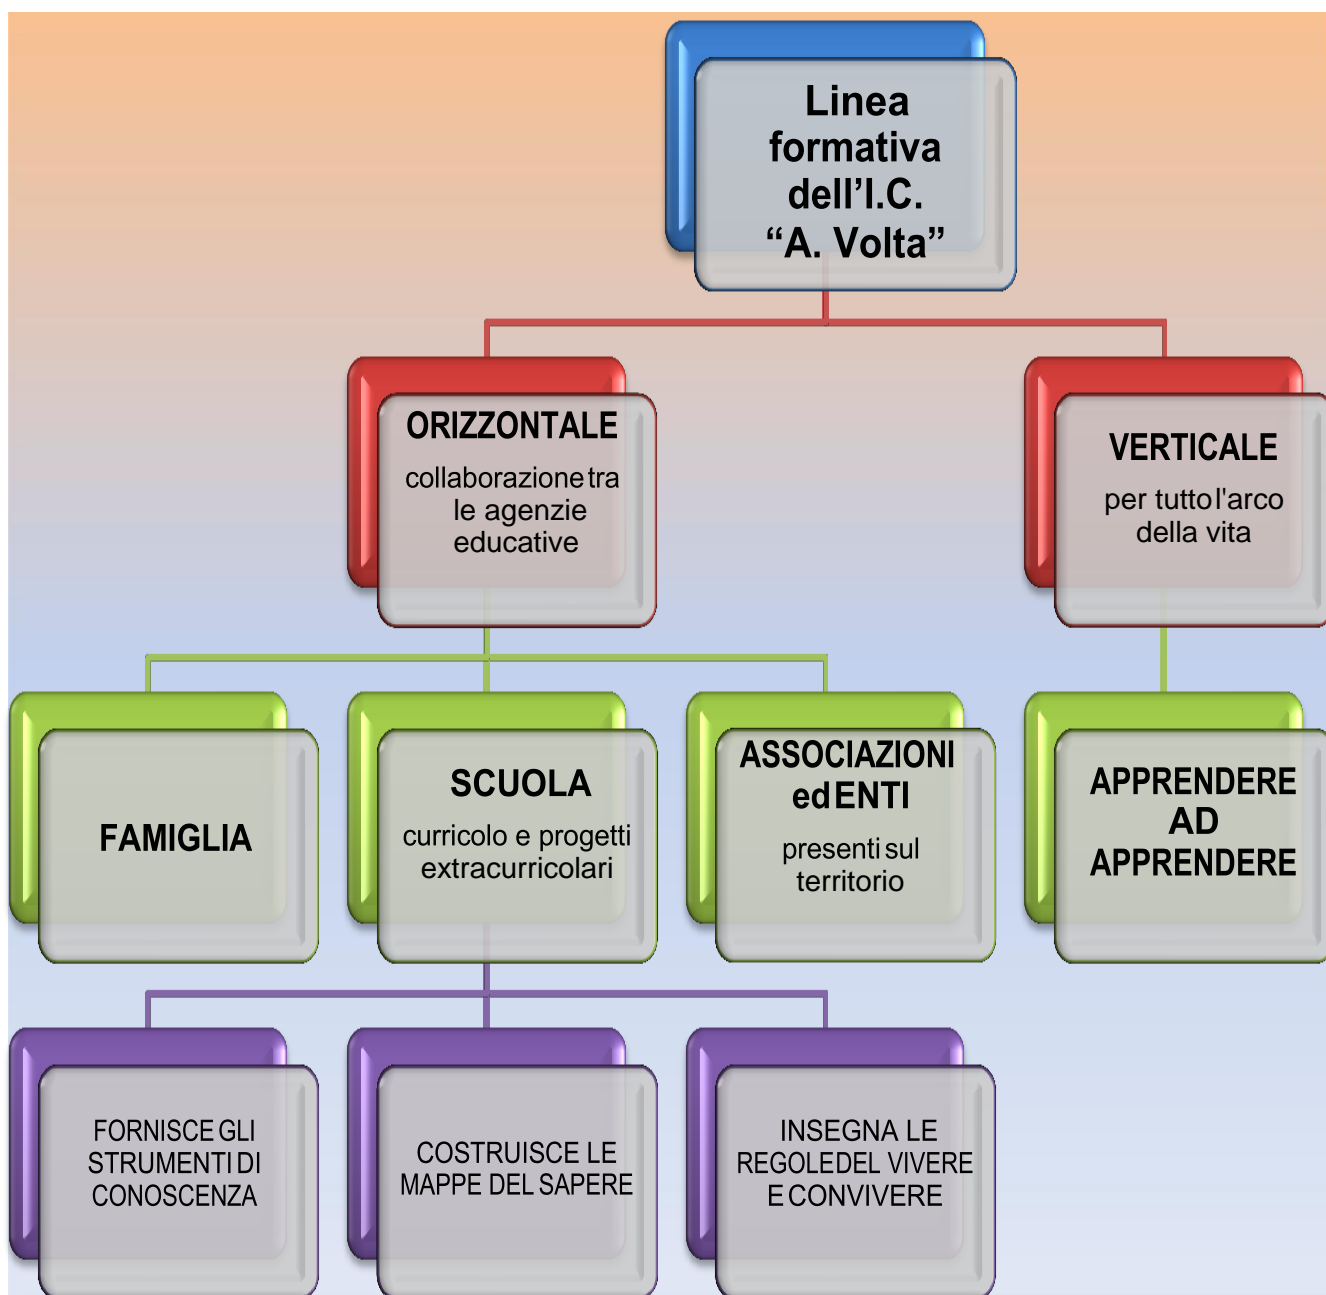 Linea
formativa
dell’I.C.
“A. Volta”
ORIZZONTALE
collaborazione tra
le agenzie
educative
VERTICALE
per tutto l'arco
della vita
FAMIGLIA
SCUOLA
curricolo e progetti
extracurricolari
ASSOCIAZIONI
ed ENTI
presenti sul
territorio
APPRENDERE
AD
APPRENDERE
FORNISCE GLI
STRUMENTI DI
CONOSCENZA
COSTRUISCE LE
MAPPE DEL SAPERE
INSEGNA LE
REGOLE DEL VIVERE
E CONVIVERE